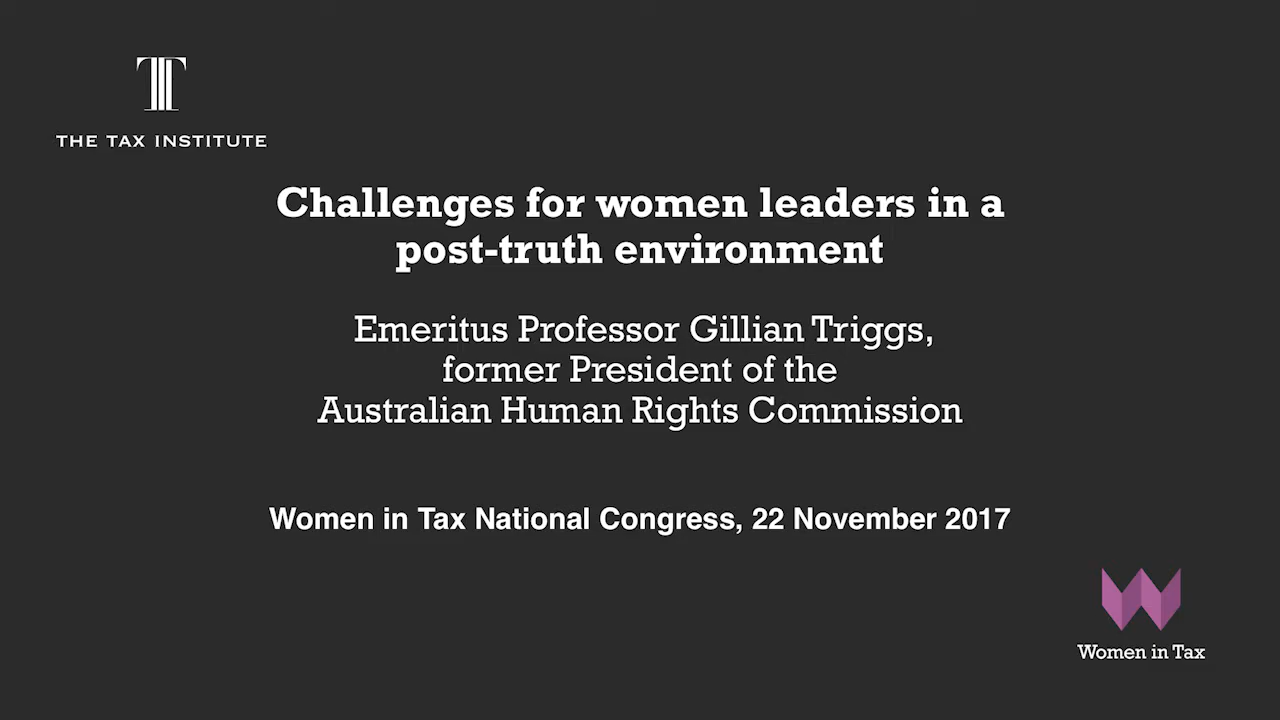 THE TAX INSTITUTE
Challenges for women leaders in a
post-truth environment
Emeritus Professor Gillian Triggs,
former President of the
Australian Human Rights Commission
Women in Tax National Congress, 22 November 2017
Women in Tax